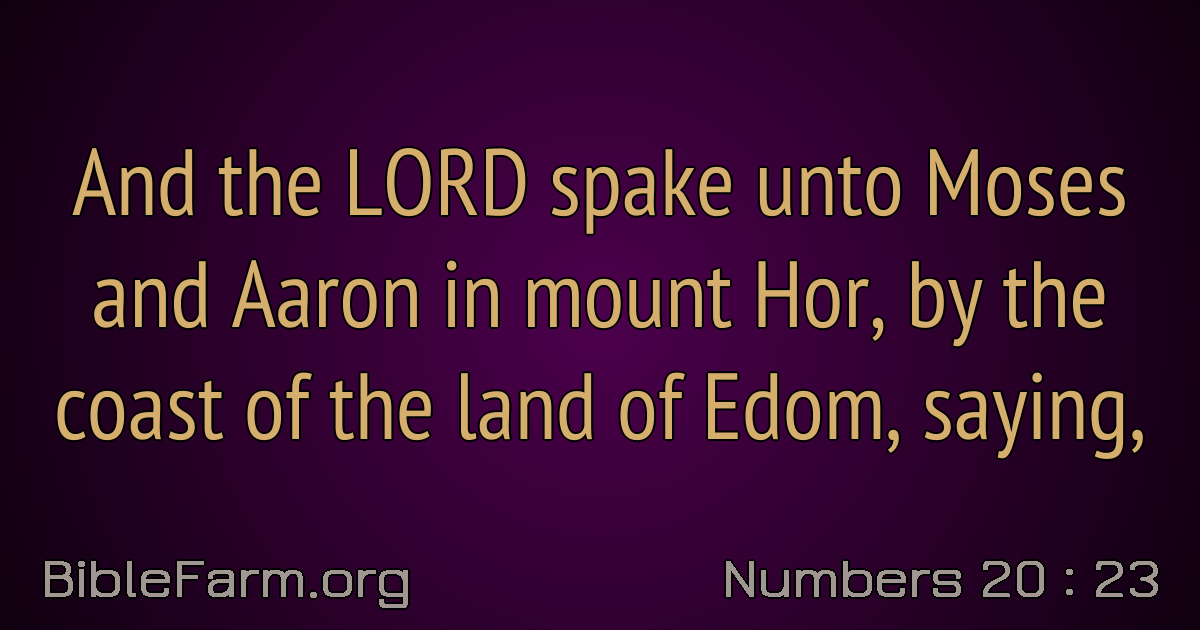 And the LORD spake unto Moses
and Aaron in mount Hor, by the
coast of the land of Edom, saying,
BibleFarm.org
Numbers 20 : 23